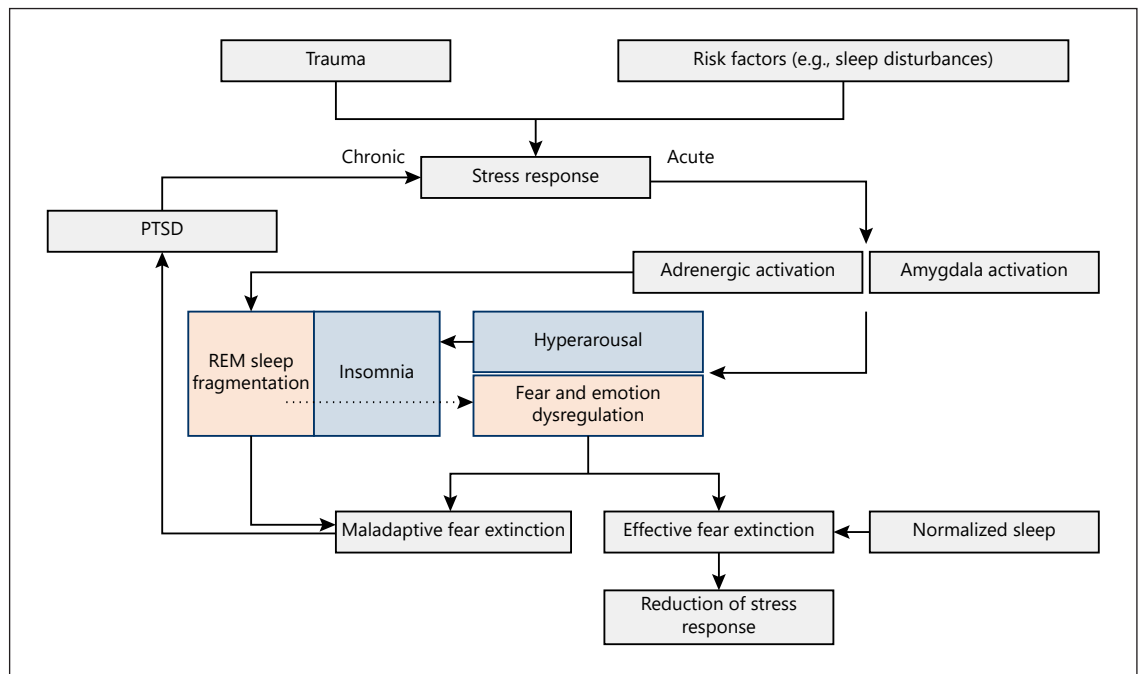 Trauma
Risk factors (e.g., sleep disturbances)
Chronic
Acute
Stress response
PTSD
Adrenergic activation
Amygdala activation
REM sleep
fragmentation
Insomnia
Hyperarousal
Fear and emotion
dysregulation
Maladaptive fear extinction
Effective fear extinction
Normalized sleep
Reduction of stress
response